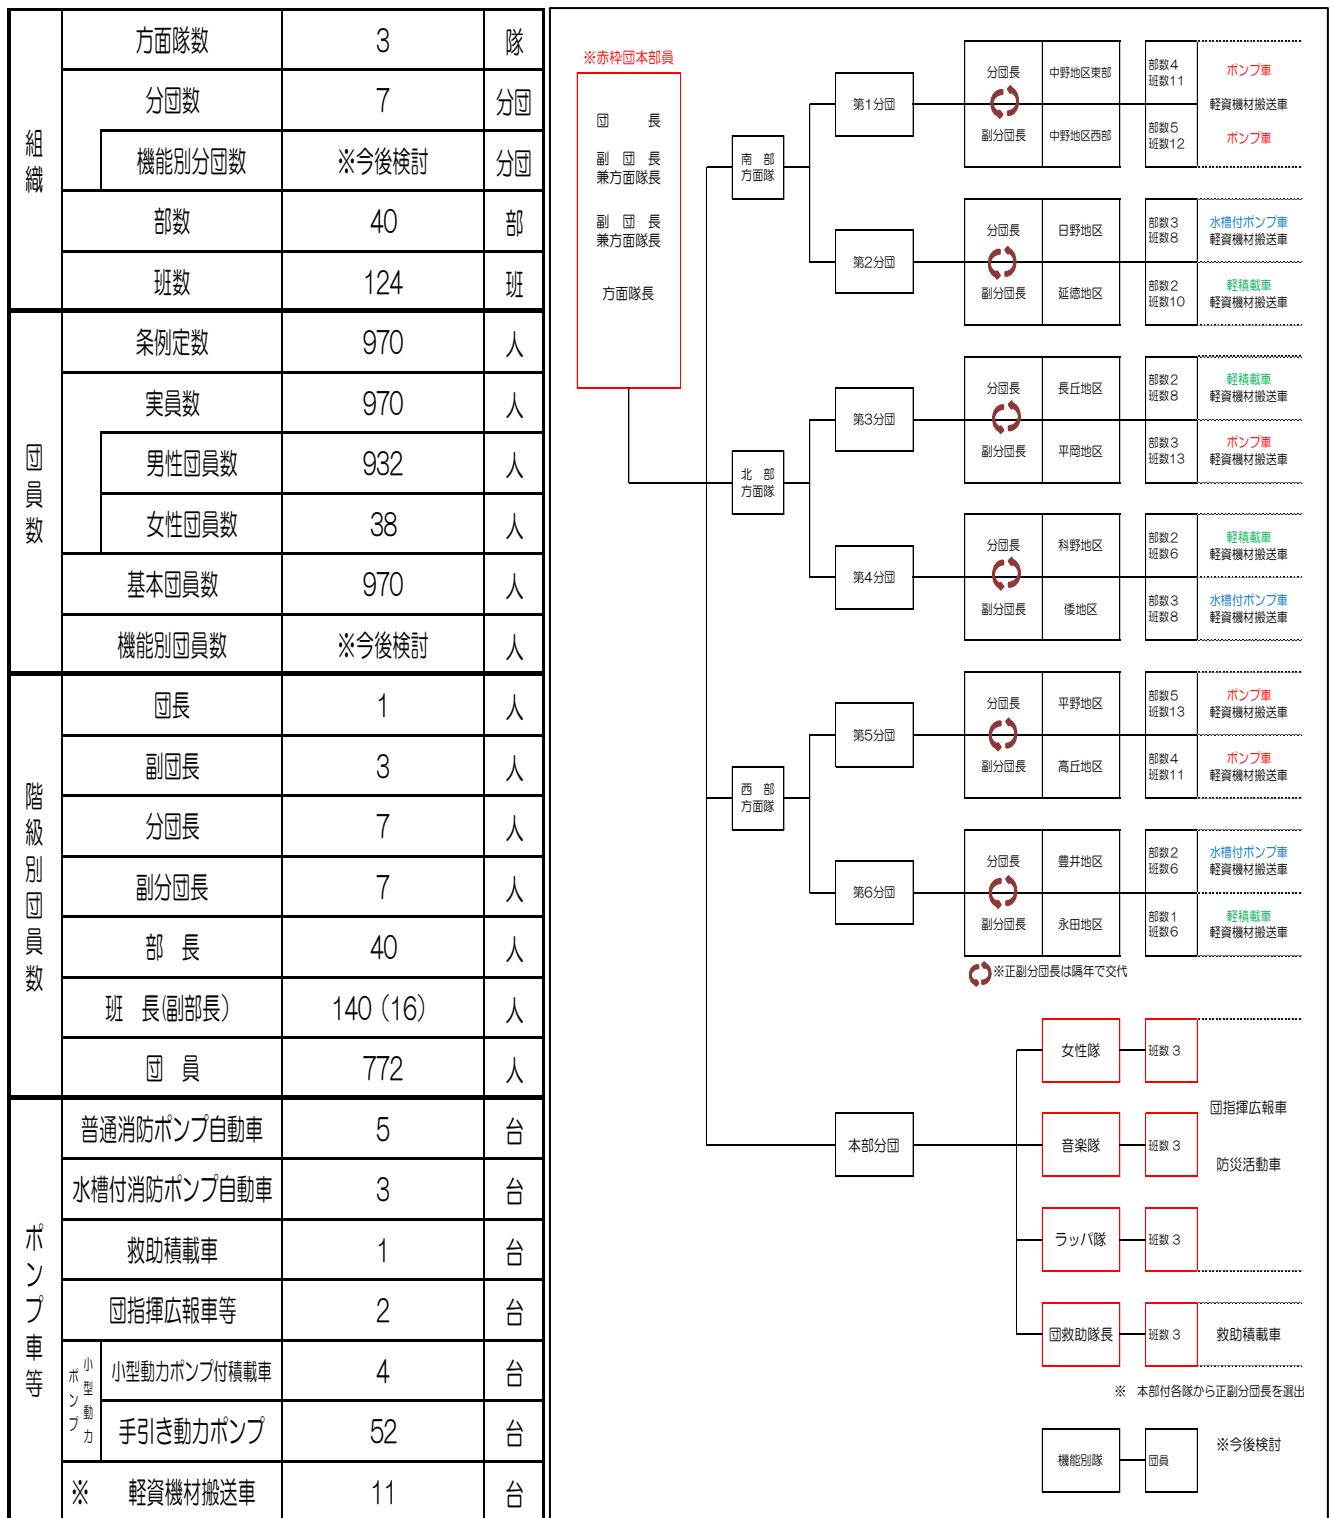 組織
方面隊数 3 隊
分団数 7 分団
機能別分団数 ※今後検討 分団
部数 40 部
班数 124 班
団員数
条例定数 970 人
実員数 970 人
男性団員数 932 人
女性団員数 38 人
基本団員数 970 人
機能別団員数 ※今後検討 人
階級別団員数
団長 1 人
副団長 3 人
分団長 7 人
副分団長 7 人
部　長 40 人
班　長(副部長) 140（16） 人
団　員 772 人
ポンプ車等
普通消防ポンプ自動車 5 台
水槽付消防ポンプ自動車 3 台
救助積載車 1 台
団指揮広報車等 2 台
小型動力ポンプ
小型動力ポンプ付積載車 4 台
手引き動力ポンプ 52 台
※　軽資機材搬送車 11 台
※赤枠団本部員
団　　長
副　団　長
兼方面隊長
副　団　長
兼方面隊長
方面隊長
南　部
方面隊
第1分団
分団長 中野地区東部
部数4
班数11
ポンプ車
軽資機材搬送車
副分団長 中野地区西部
部数5
班数12
ポンプ車
第2分団
分団長 日野地区
部数3
班数8
水槽付ポンプ車
軽資機材搬送車
副分団長 延徳地区
部数2
班数10
軽積載車
軽資機材搬送車
北　部
方面隊
第3分団
分団長 長丘地区
部数2
班数8
軽積載車
軽資機材搬送車
副分団長 平岡地区
部数3
班数13
ポンプ車
軽資機材搬送車
第4分団
分団長 科野地区
部数2
班数6
軽積載車
軽資機材搬送車
副分団長 倭地区
部数3
班数8
水槽付ポンプ車
軽資機材搬送車
西　部
方面隊
第5分団
分団長 平野地区
部数5
班数13
ポンプ車
軽資機材搬送車
副分団長 高丘地区
部数4
班数11
ポンプ車
軽資機材搬送車
第6分団
分団長 豊井地区
部数2
班数6
水槽付ポンプ車
軽資機材搬送車
副分団長 永田地区
部数1
班数6
軽積載車
軽資機材搬送車
※正副分団長は隔年で交代
本部分団
女性隊 班数 3
団指揮広報車
音楽隊 班数 3
防災活動車
ラッパ隊 班数 3
団救助隊長 班数 3 救助積載車
※　本部付各隊から正副分団長を選出
機能別隊 団員 ※今後検討